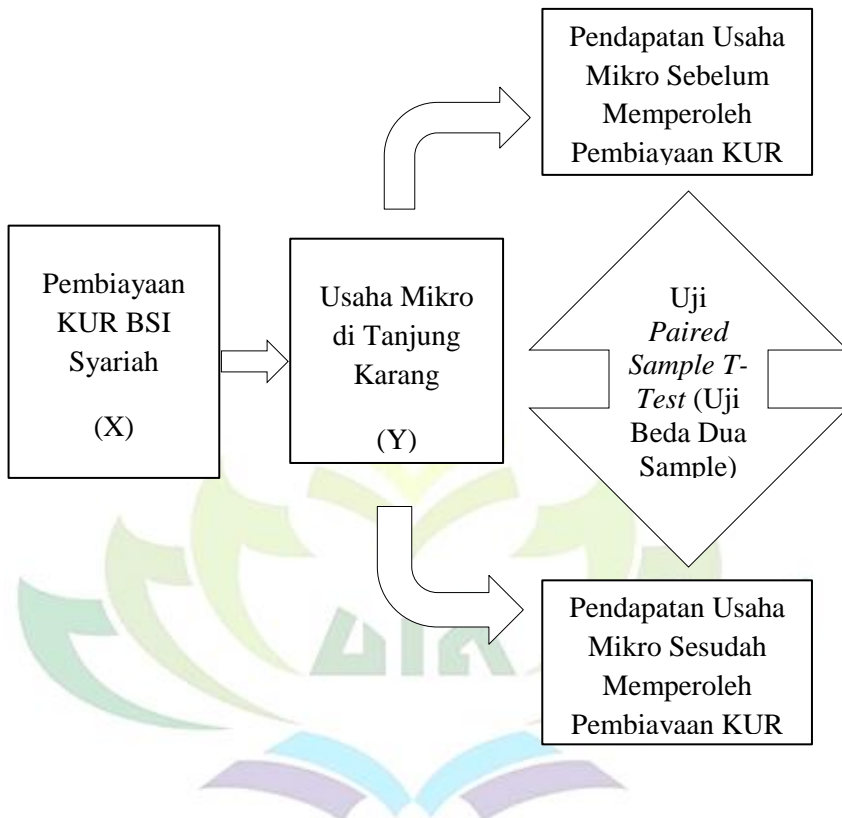 Pembiayaan
KUR BSI
Syariah
(X)
Usaha Mikro
di Tanjung
Karang
(Y)
Pendapatan Usaha
Mikro Sebelum
Memperoleh
Pembiayaan KUR
Uji
Paired
Sample T-
Test (Uji
Beda Dua
Sample)
Pendapatan Usaha
Mikro Sesudah
Memperoleh
Pembiayaan KUR